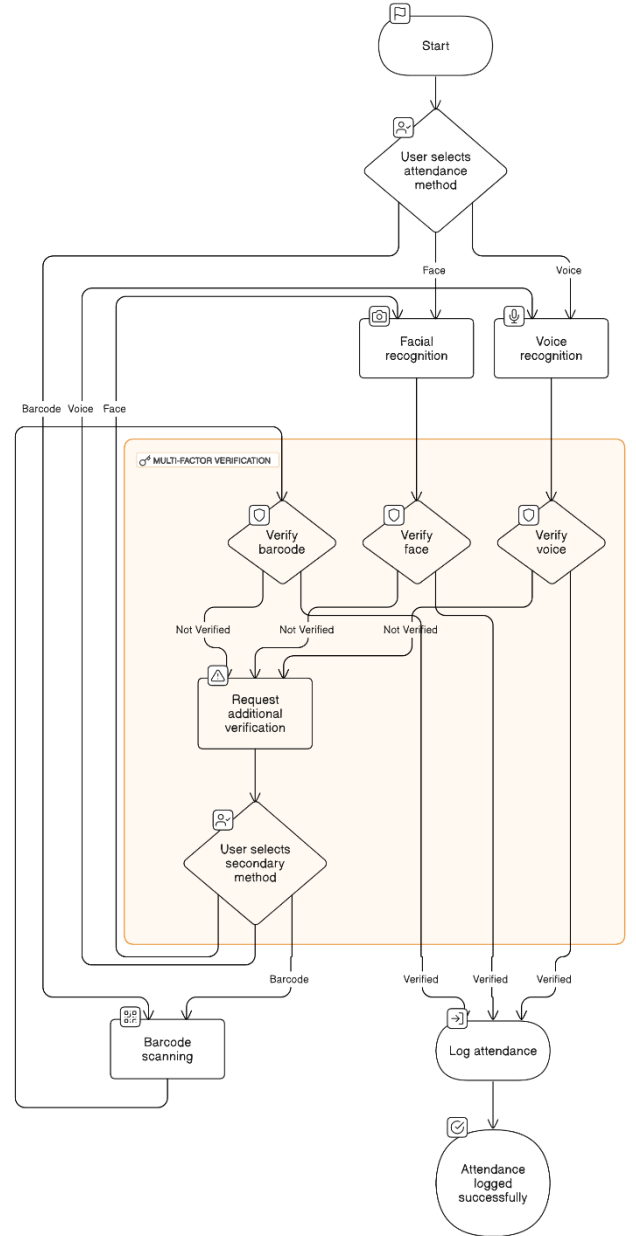 Start
User selects
attendance
method
Face
Voice
Facial
recognition
Voice
recognition
Barcode
Voice
Face
MULTI-FACTOR VERIFICATION
Verify
barcode
Verify
face
Verify
voice
Not Verified
Not Verified
Not Verified
Request
additional
verification
User selects
secondary
method
Barcode
Verified
Verified
Verified
Barcode
scanning
Log attendance
Attendance
logged
successfully